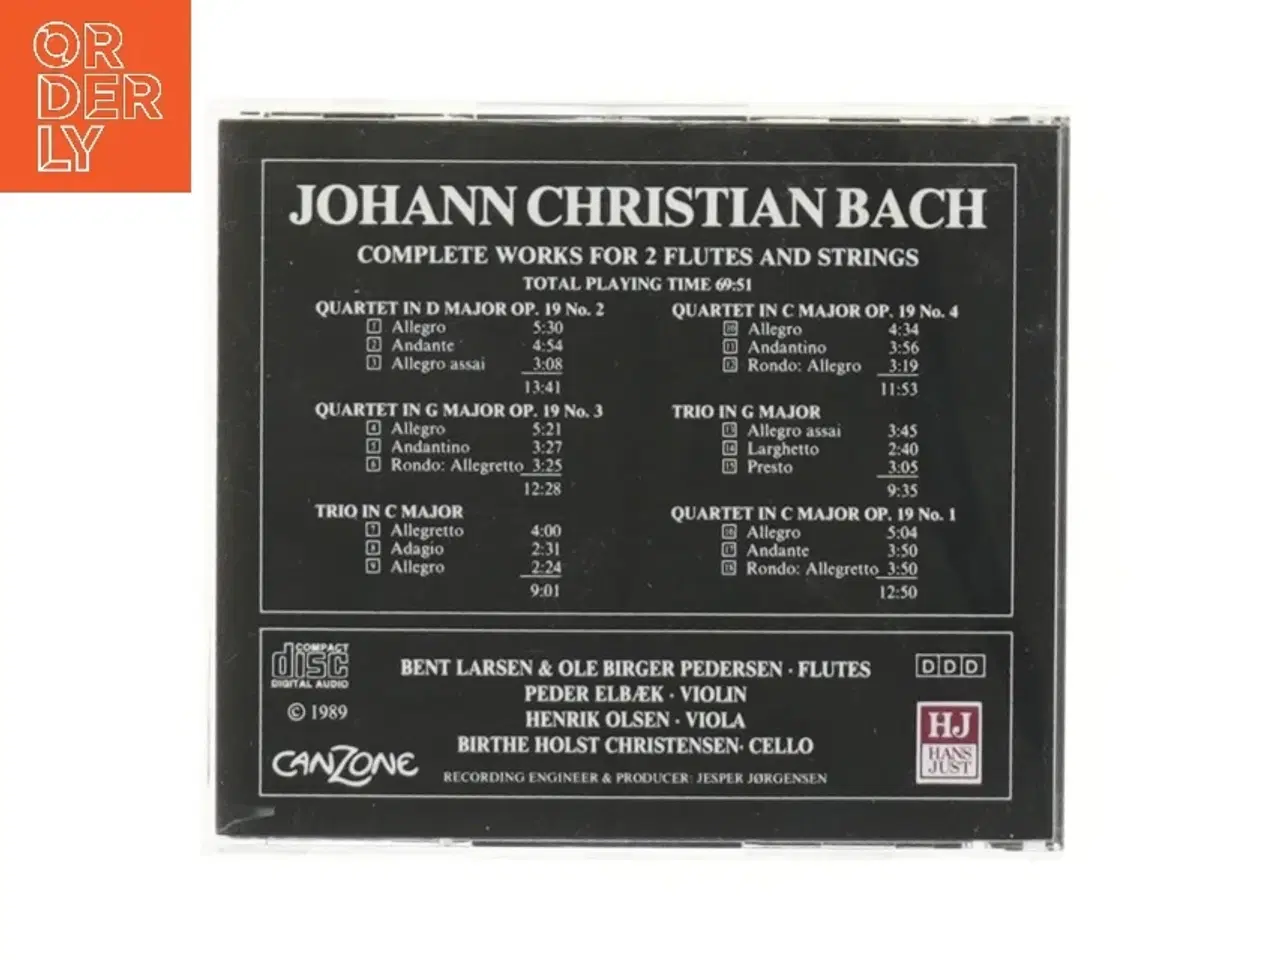 ORDERLY
JOHANN CHRISTIAN BACH
COMPLETE WORKS FOR 2 FLUTES AND STRINGS
TOTAL PLAYING TIME 69:51
QUARTET IN D MAJOR OP. 19 No. 2
1 Allegro 5:30
2 Andante 4:54
3 Allegro assai 3:08
13:41
QUARTET IN G MAJOR OP. 19 No. 3
4 Allegro 5:21
5 Andantino 3:27
6 Rondo: Allegretto 3:25
12:28
TRIO IN C MAJOR
7 Allegretto 4:00
8 Adagio 2:31
9 Allegro 2:24
9:01
QUARTET IN C MAJOR OP. 19 No. 4
10 Allegro 4:34
11 Andantino 3:56
12 Rondo: Allegro 3:19
11:53
TRIO IN G MAJOR
13 Allegro assai 3:45
14 Larghetto 2:40
15 Presto 3:05
9:35
QUARTET IN C MAJOR OP. 19 No. 1
16 Allegro 5:04
17 Andante 3:50
18 Rondo: Allegretto 3:50
12:50
COMPACT
disc
DIGITAL AUDIO
© 1989
CANZONE
BENT LARSEN & OLE BIRGER PEDERSEN · FLUTES
PEDER ELBÆK · VIOLIN
HENRIK OLSEN · VIOLA
BIRTHE HOLST CHRISTENSEN · CELLO
RECORDING ENGINEER & PRODUCER: JESPER JØRGENSEN
DDD
HJ
HANS
JUST